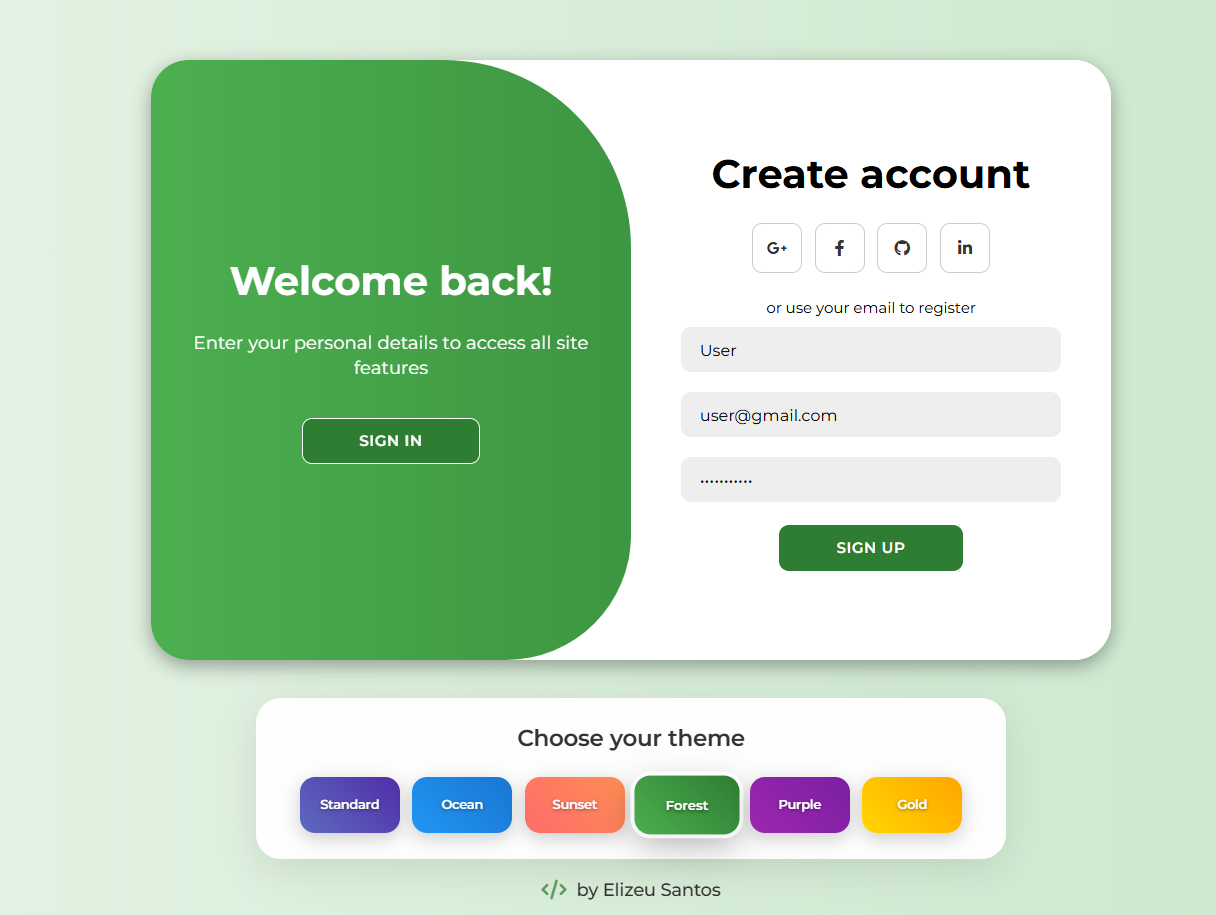 Welcome back!
Enter your personal details to access all site
features
SIGN IN
Create account
G+
f
in
or use your email to register
User
user@gmail.com
...........
SIGN UP
Choose your theme
Standard
Ocean
Sunset
Forest
Purple
Gold
</> by Elizeu Santos